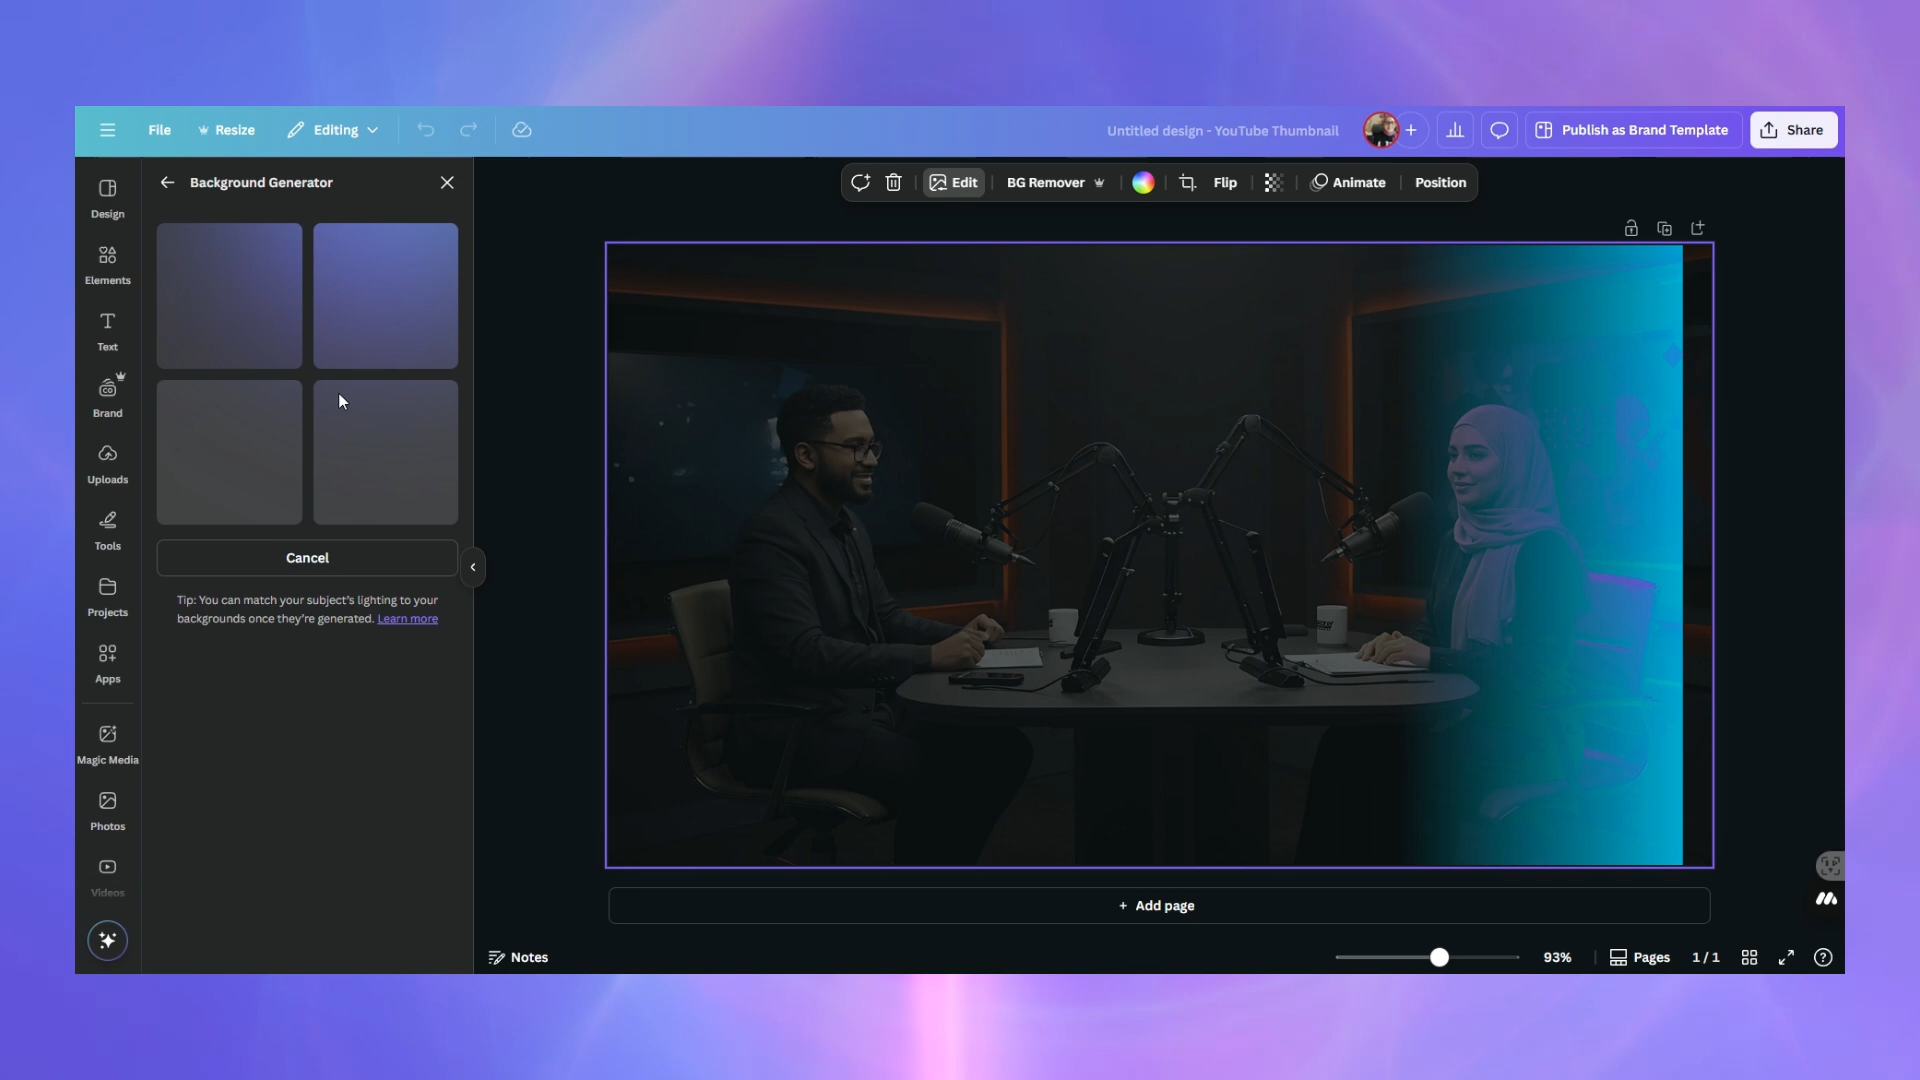 File
Resize
Editing
Untitled design - YouTube Thumbnail
+
Publish as Brand Template
Share
Background Generator
Edit
BG Remover
Flip
Animate
Position
Design
Elements
Text
Brand
Uploads
Tools
Projects
Apps
Magic Media
Photos
Videos
Cancel
Tip: You can match your subject's lighting to your
backgrounds once they're generated. Learn more
+ Add page
Notes
93%
Pages
1 / 1